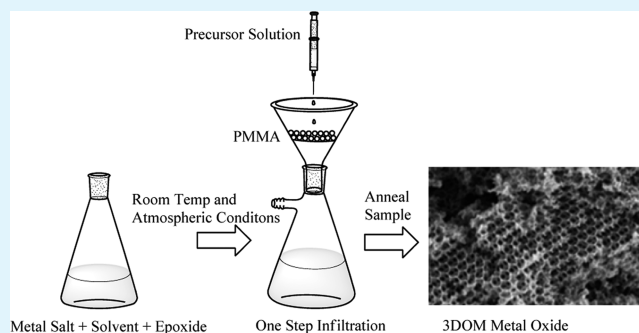 Precursor Solution
PMMA
Room Temp and
Atmospheric Conditons
Anneal
Sample
Metal Salt + Solvent + Epoxide
One Step Infiltration
3DOM Metal Oxide